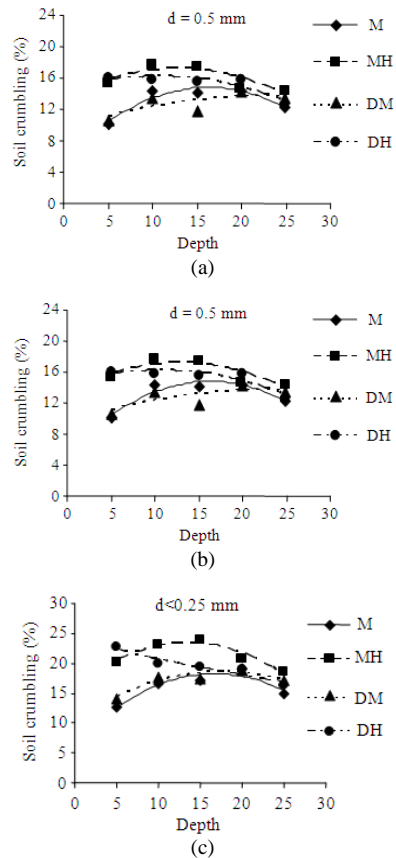 d = 0.5 mm
24
20
16
12
8
4
0
Soil crumbling (%)
0 5 10 15 20 25 30
Depth
M
MH
DM
DH
(a)
d = 0.5 mm
24
20
16
12
8
4
0
Soil crumbling (%)
0 5 10 15 20 25 30
Depth
M
MH
DM
DH
(b)
d<0.25 mm
30
25
20
15
10
5
0
Soil crumbling (%)
0 5 10 15 20 25 30
Depth
M
MH
DM
DH
(c)